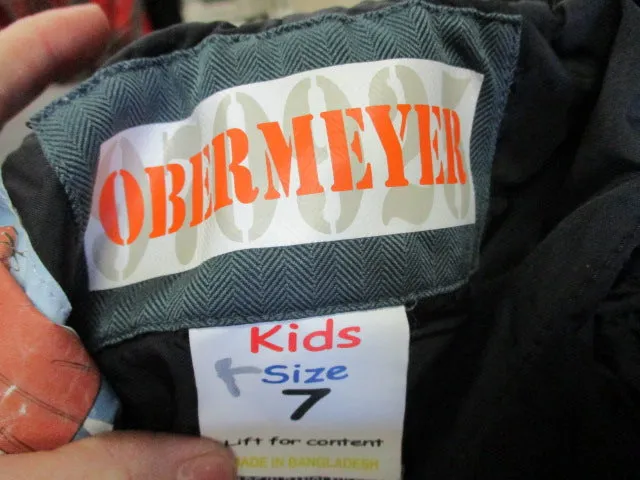 OBERMEYER
Kids
Size
7
Lift for content
MADE IN BANGLADESH